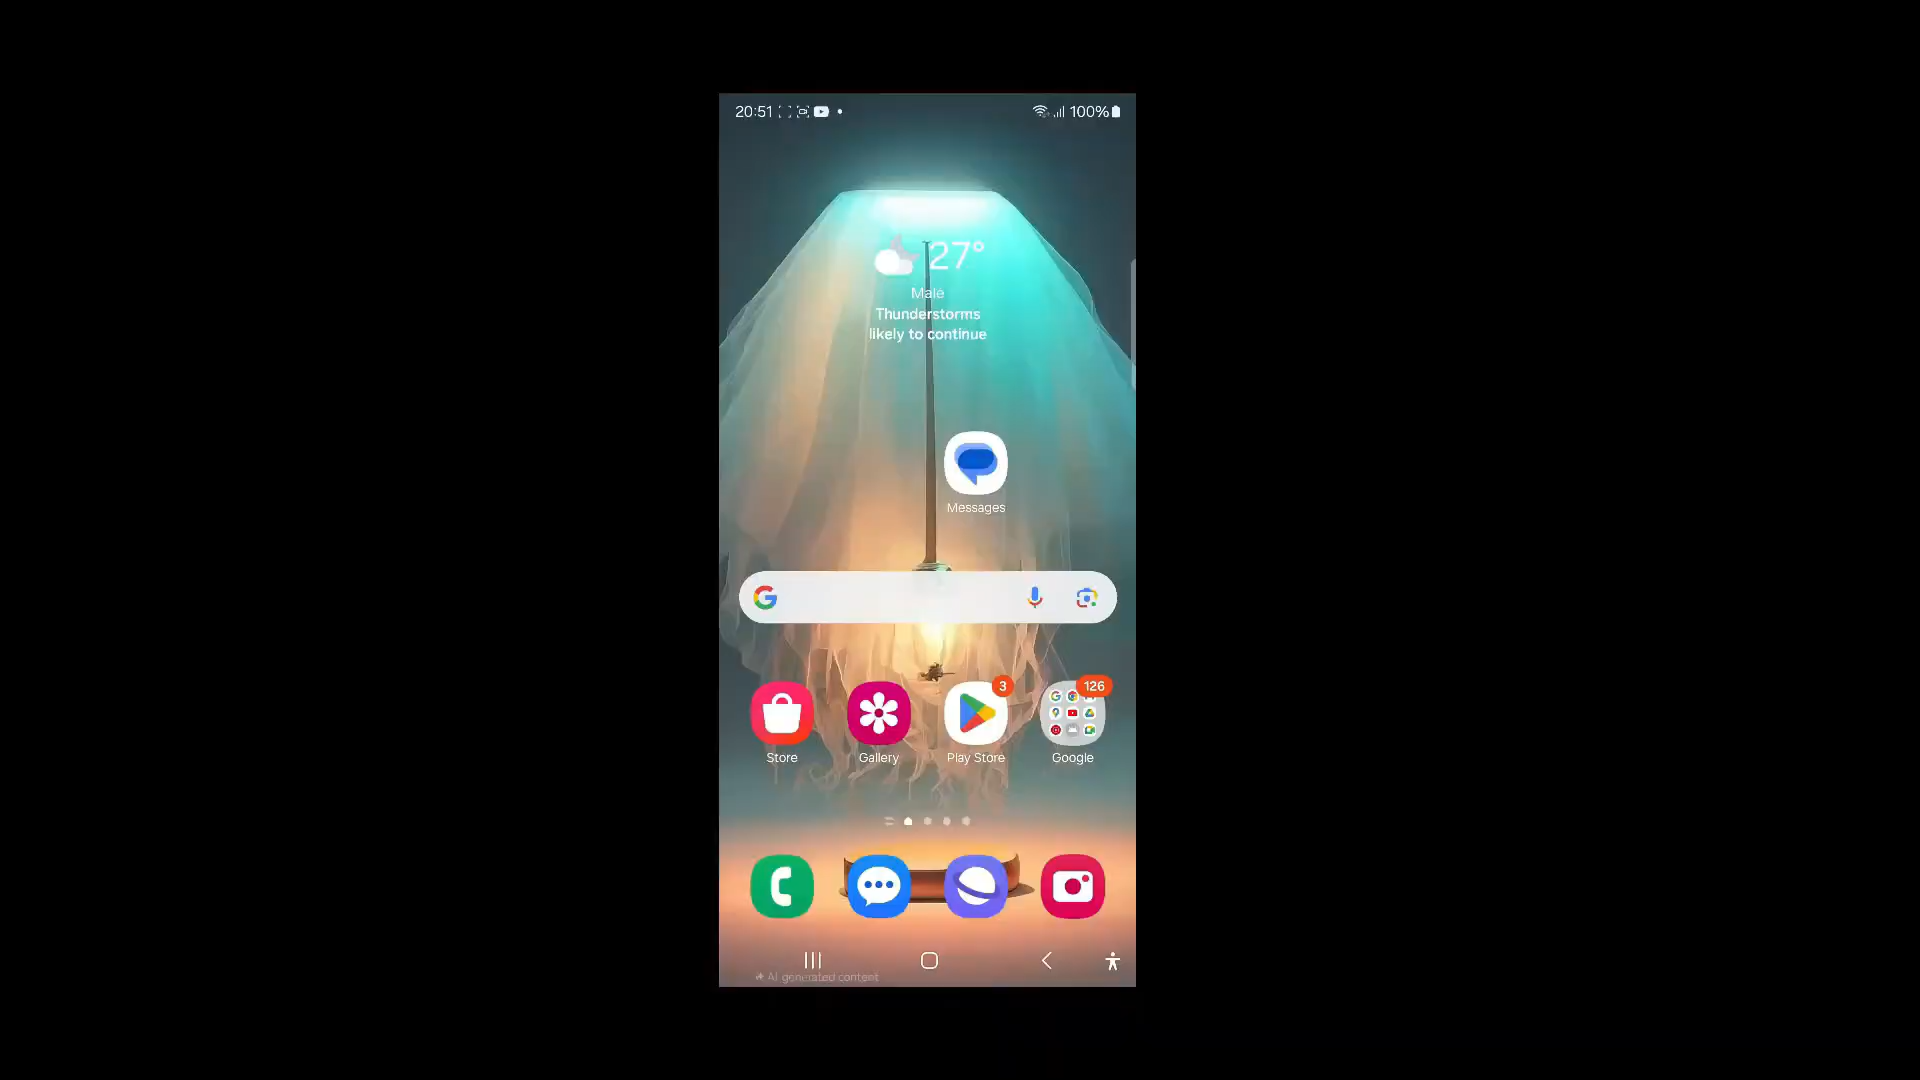 20:51
100%
27°
Male
Thunderstorms
likely to continue
Messages
3
126
Store
Gallery
Play Store
Google
AI generated content